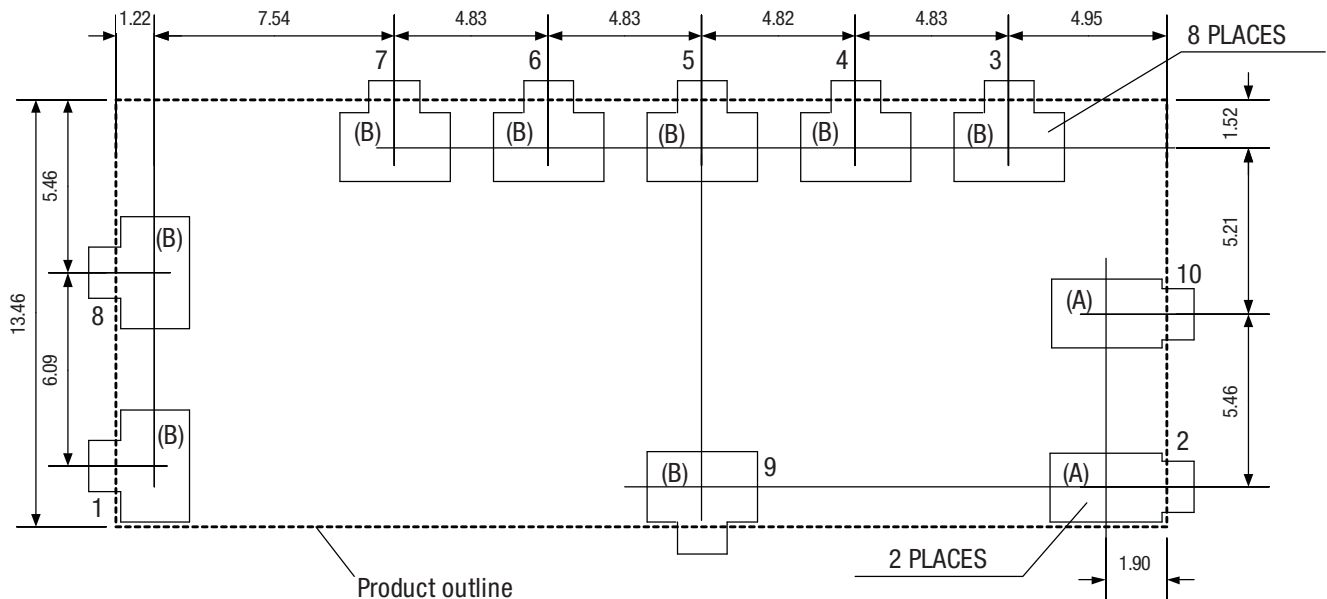 1.22 7.54 4.83 4.83 4.82 4.83 4.95
8 PLACES
7 6 5 4 3
(B) (B) (B) (B) (B)
1.52
5.46
5.21
(B)
8
10
(A)
13.46
6.09
5.46
(B)
1
(B) 9
(A) 2
2 PLACES
1.90
Product outline